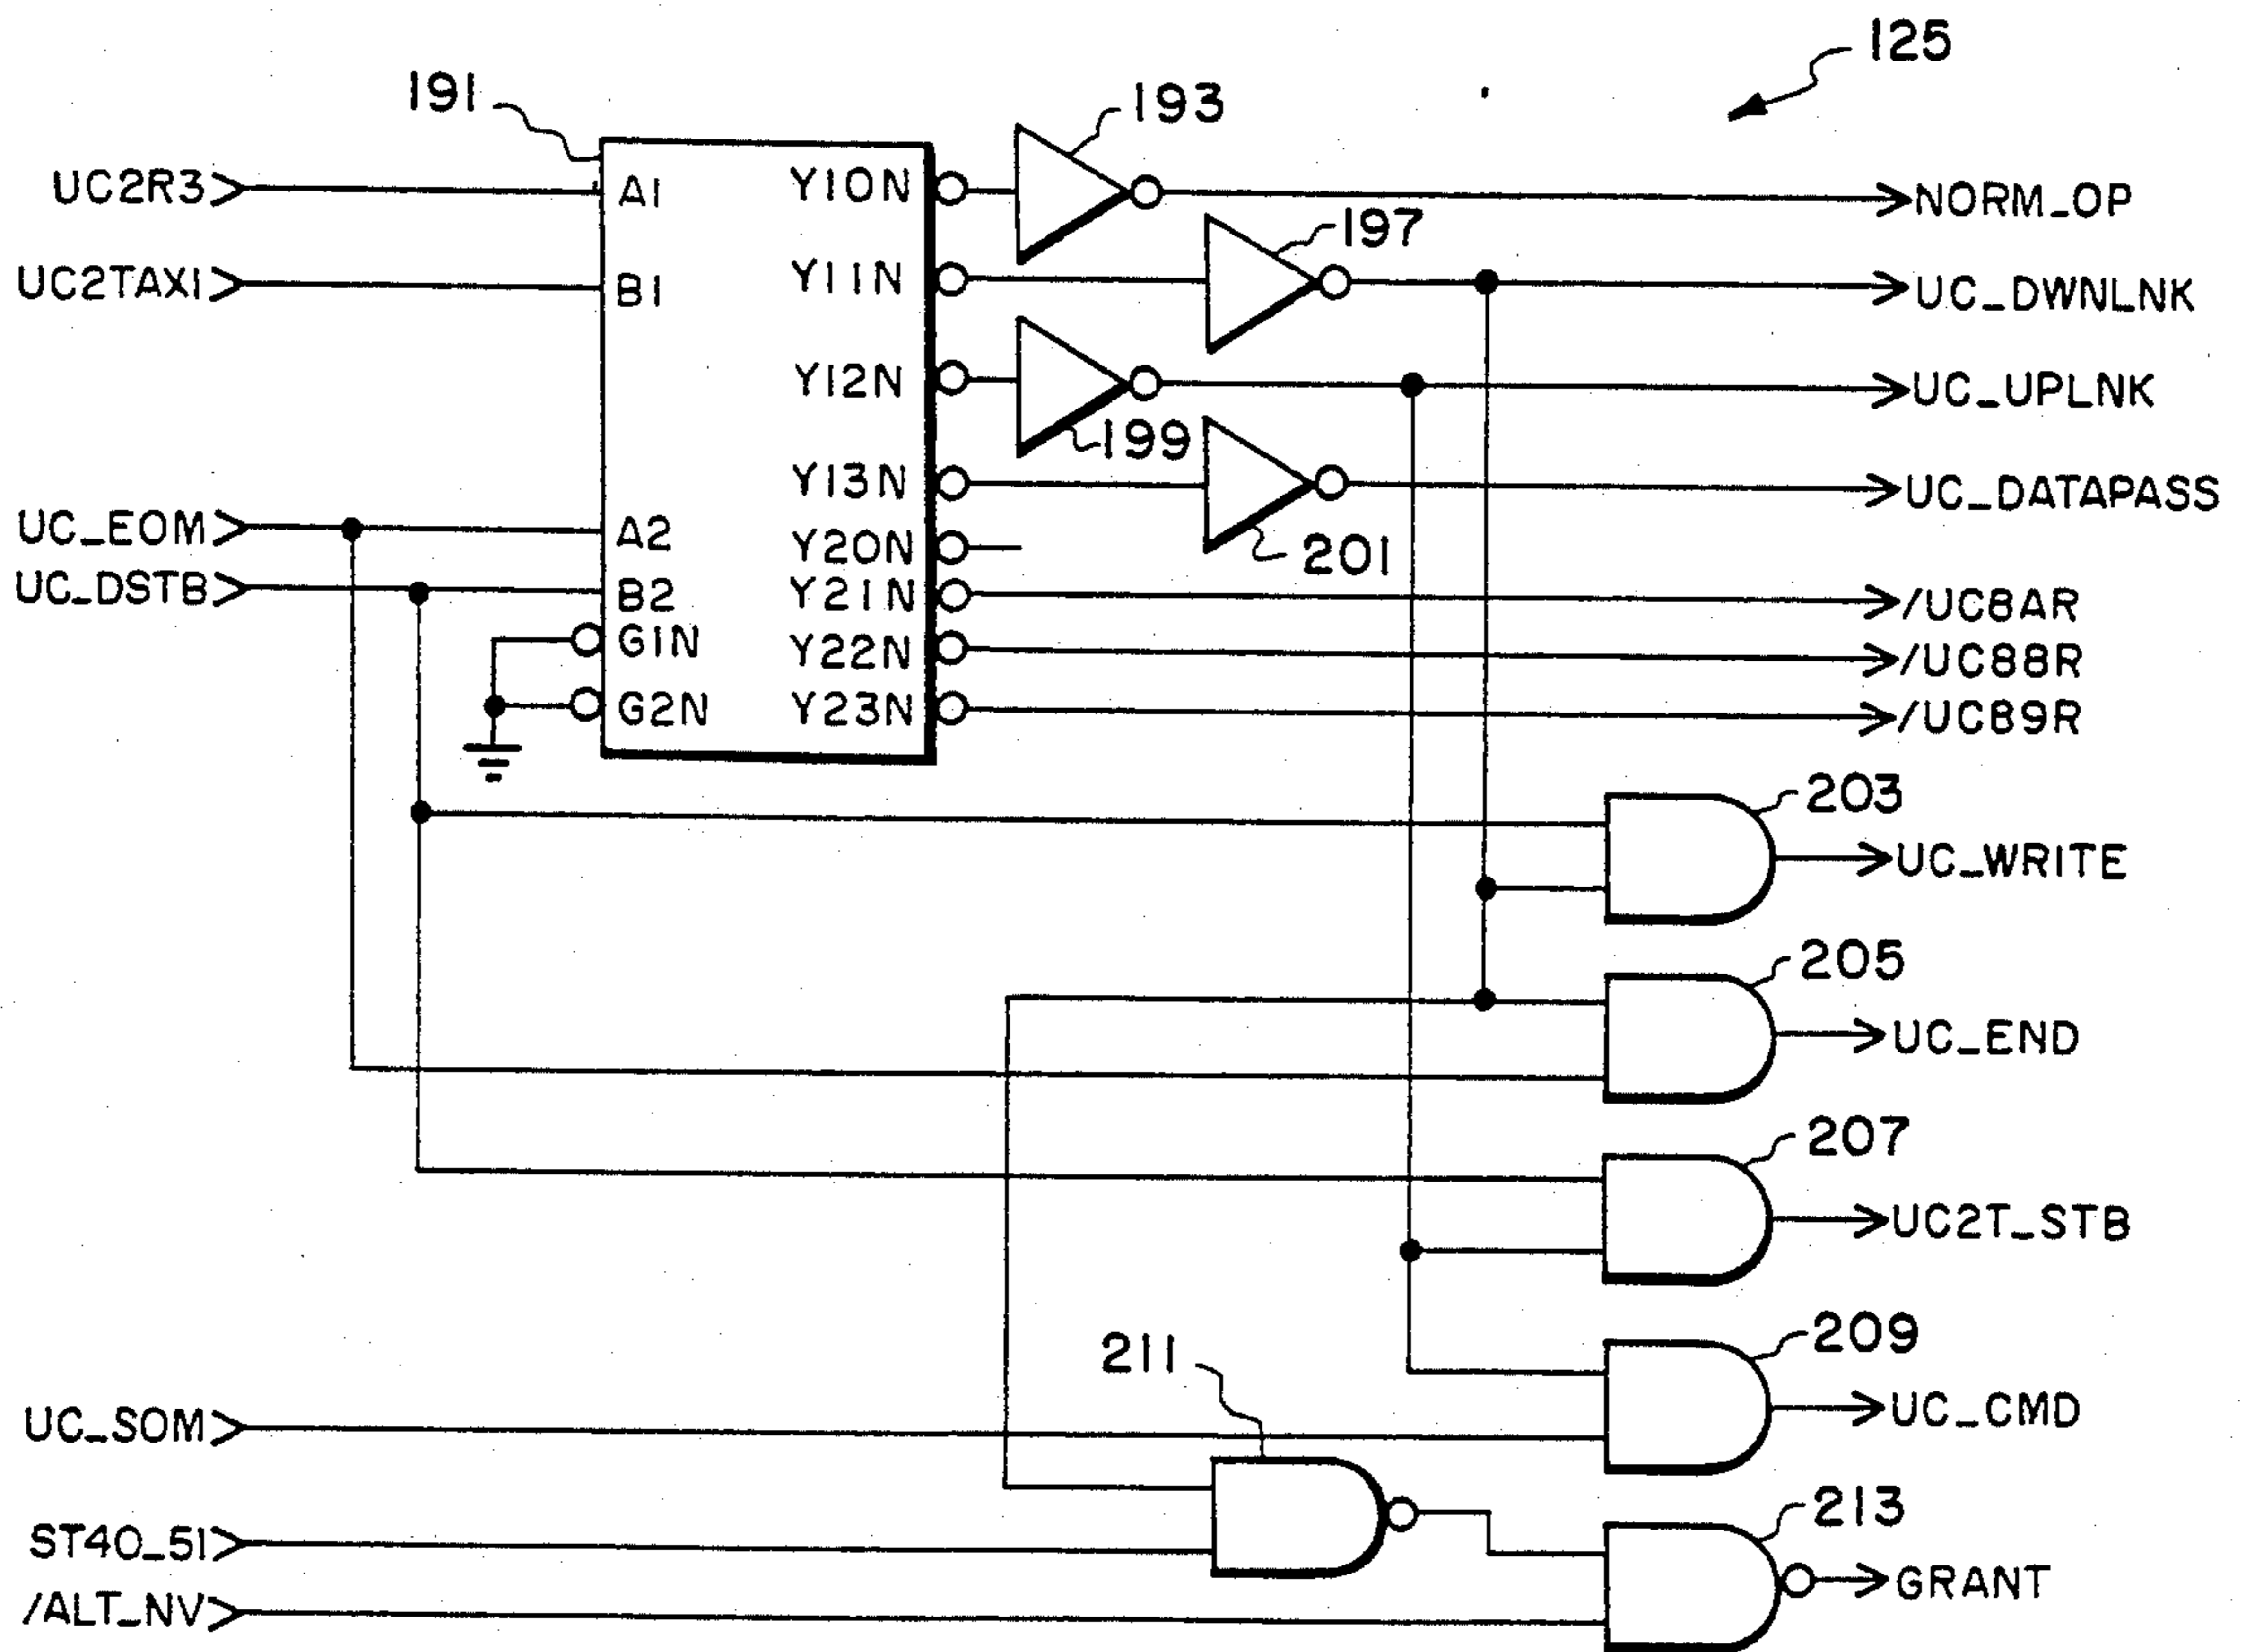 125
191
193
UC2R3
A1
Y10N
NORM_OP
197
UC2TAX1
B1
Y11N
UC_DWNLNK
Y12N
UC_UPLNK
199
Y13N
UC_DATAPASS
UC_EOM
A2
Y20N
201
UC_DSTB
B2
Y21N
/UC8AR
G1N
Y22N
/UC88R
G2N
Y23N
/UC89R
203
UC_WRITE
205
UC_END
207
UC2T_STB
209
211
UC_CMD
UC_SOM
213
ST40_51
GRANT
/ALT_NV